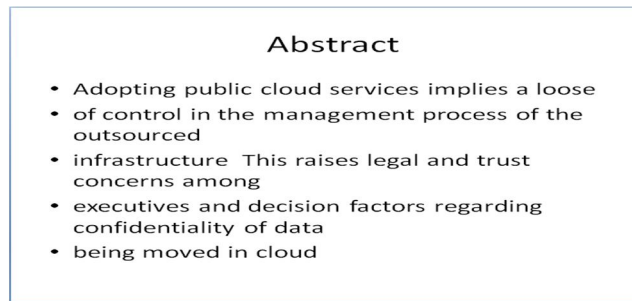 Abstract
• Adopting public cloud services implies a loose
• of control in the management process of the
outsourced
• infrastructure  This raises legal and trust
concerns among
• executives and decision factors regarding
confidentiality of data
• being moved in cloud